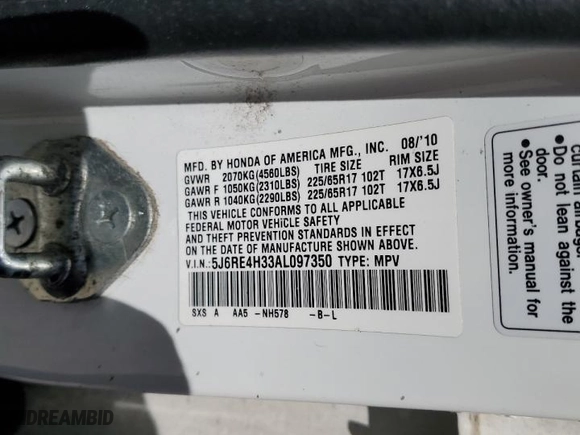 MFD. BY HONDA OF AMERICA MFG., INC. 08/'10
GVWR 2070KG(4560LBS) TIRE SIZE RIM SIZE
GAWR F 1050KG(2310LBS) 225/65R17 102T 17X6.5J
GAWR R 1040KG(2290LBS) 225/65R17 102T 17X6.5J
THIS VEHICLE CONFORMS TO ALL APPLICABLE
FEDERAL MOTOR VEHICLE SAFETY
AND THEFT PREVENTION STANDARDS IN EFFECT
ON THE DATE OF MANUFACTURE SHOWN ABOVE.
V.I.N.: 5J6RE4H33AL097350 TYPE: MPV
SXS A AA5 -NH578 -B-L
door.
• Do not lean against the
• See owner's manual for
more information.